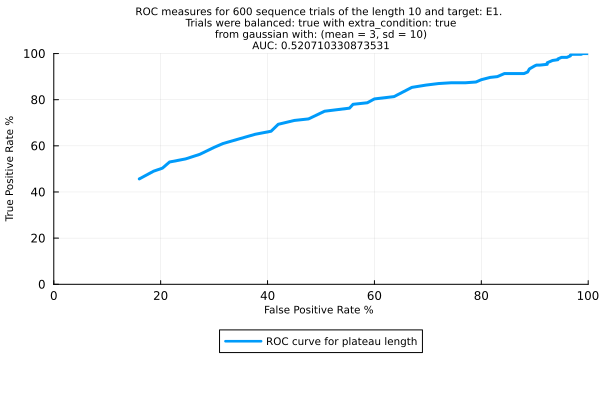 ROC measures for 600 sequence trials of the length 10 and target: E1.
Trials were balanced: true with extra_condition: true
from gaussian with: (mean = 3, sd = 10)
AUC: 0.520710330873531
100
80
60
40
20
0
True Positive Rate %
0 20 40 60 80 100
False Positive Rate %
ROC curve for plateau length